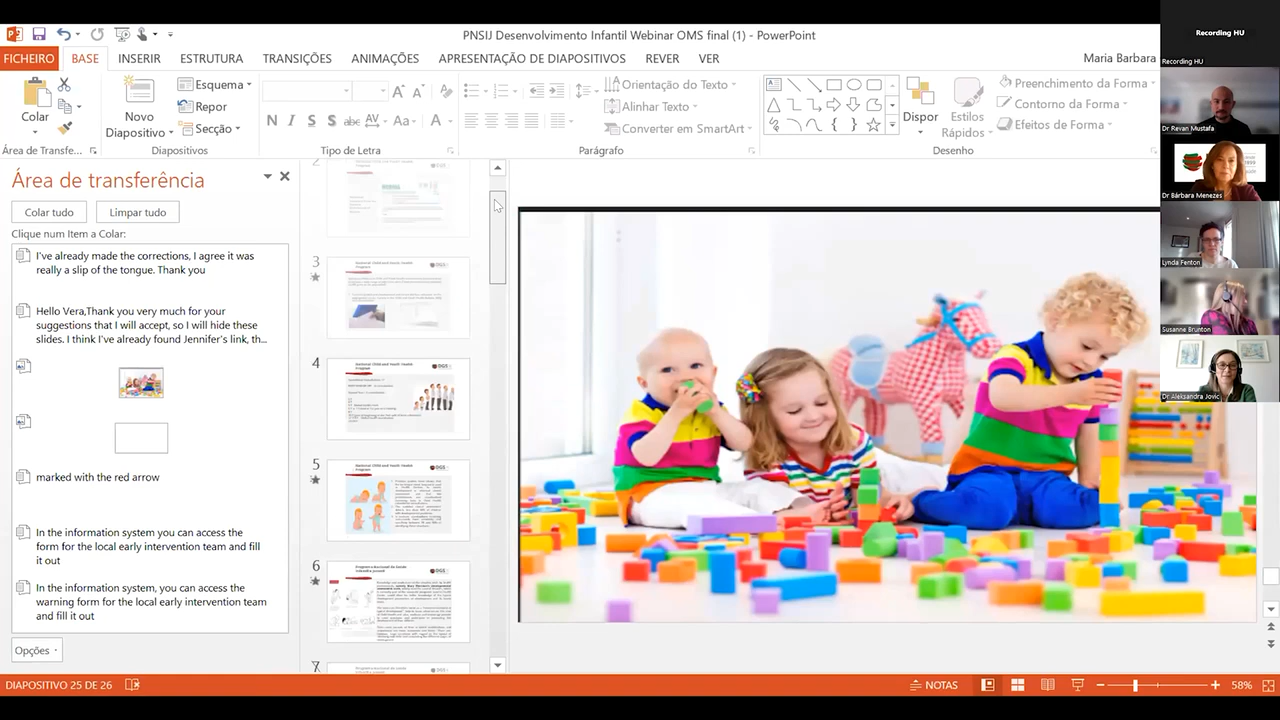 PNSIJ Desenvolvimento Infantil Webinar OMS final (1) - PowerPoint
FICHEIRO BASE INSERIR ESTRUTURA TRANSIÇÕES ANIMAÇÕES APRESENTAÇÃO DE DIAPOSITIVOS REVER VER Maria Barbara
Colar
Novo
Diapositivo
Esquema
Repor
Secção
Orientação do Texto
Alinhar Texto
Converter em SmartArt
Dispor
Estilos
Rápidos
Preenchimento da Forma
Contorno da Forma
Efeitos de Forma
Área de Transfe... Diapositivos Tipo de Letra Parágrafo Desenho
Área de transferência
Colar tudo Limpar tudo
Clique num Item a Colar:
I've already made the corrections, I agree it was
really a slip of the tongue. Thank you
Hello Vera,Thank you very much for your
suggestions that I will accept, so I will hide these
slides. I think I've already found Jennifer's link, th...
marked with the red arrow
In the information system you can access the
form for the local early intervention team and fill
it out
In the information system you can access the
warning form for the local early intervention team
and fill it out
Opções
2
3
4
5
6
7
DIAPOSITIVO 25 DE 26
NOTAS
58%
Recording HU
Recording HU
Dr Revan Mustafa
Dr Bárbara Menezes
Lynda Fenton
Susanne Brunton
Dr Aleksandra Jovic